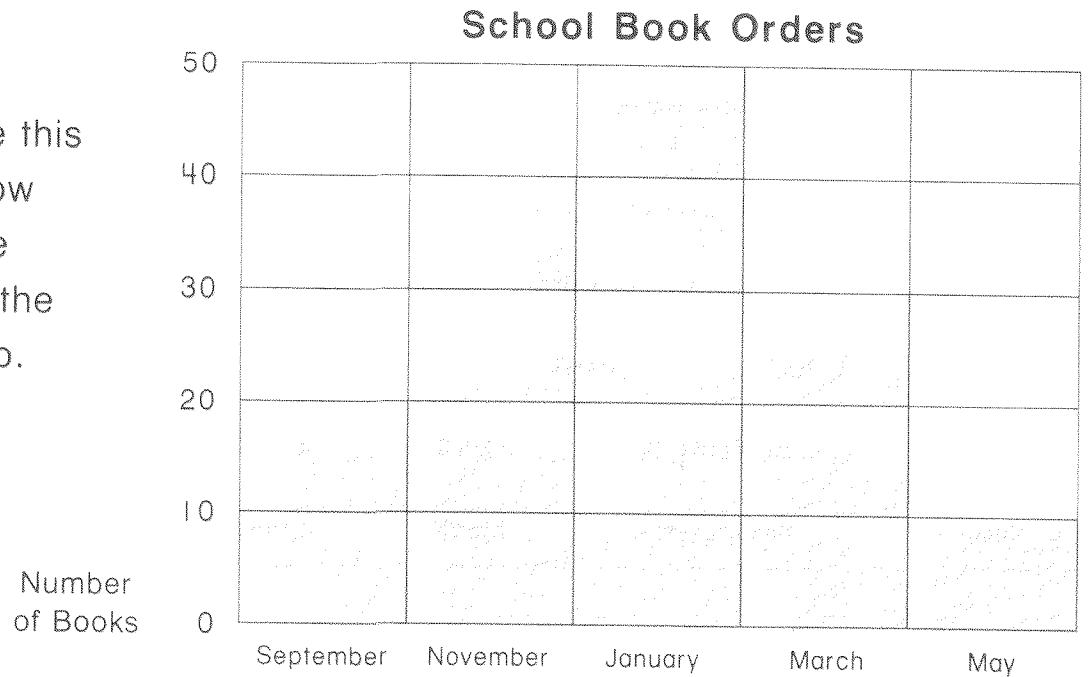 School Book Orders
e this
ow
e
the
o.
50
40
30
20
10
0
Number
of Books
September November January March May